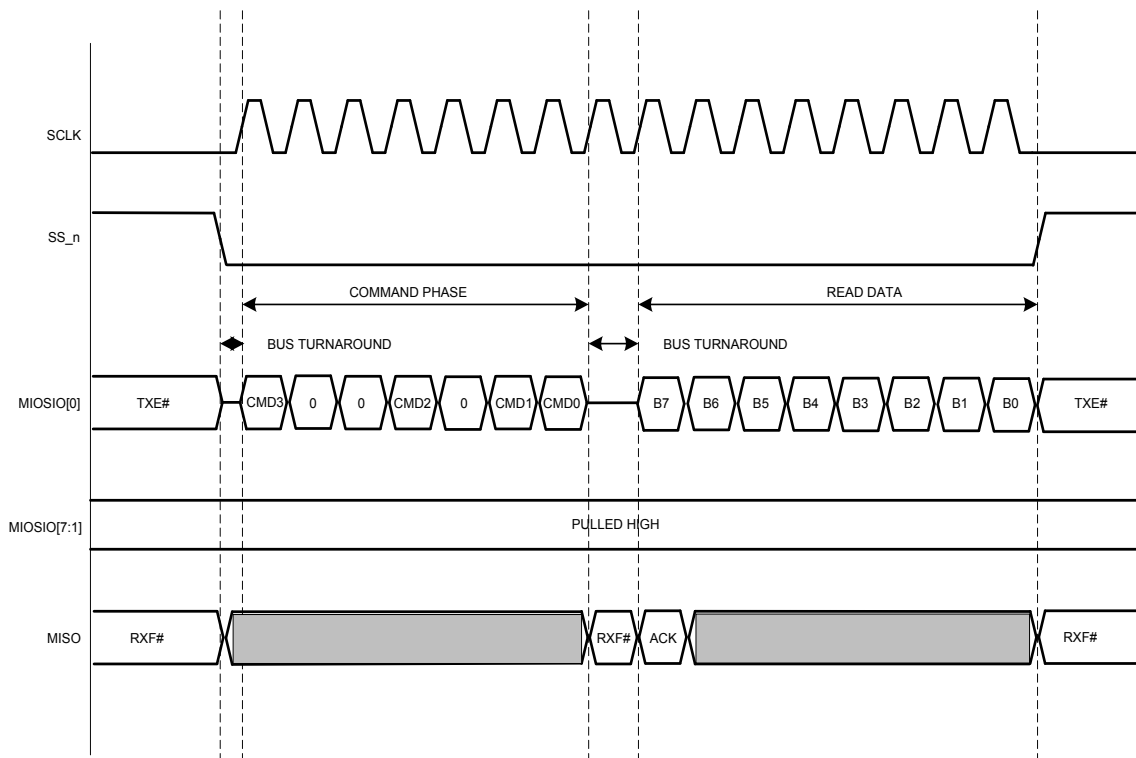 SCLK
SS_n
COMMAND PHASE READ DATA
BUS TURNAROUND BUS TURNAROUND
MIOSIO[0] TXE# CMD3 0 0 CMD2 0 CMD1 CMD0 B7 B6 B5 B4 B3 B2 B1 B0 TXE#
MIOSIO[7:1] PULLED HIGH
MISO RXF# RXF# ACK RXF#